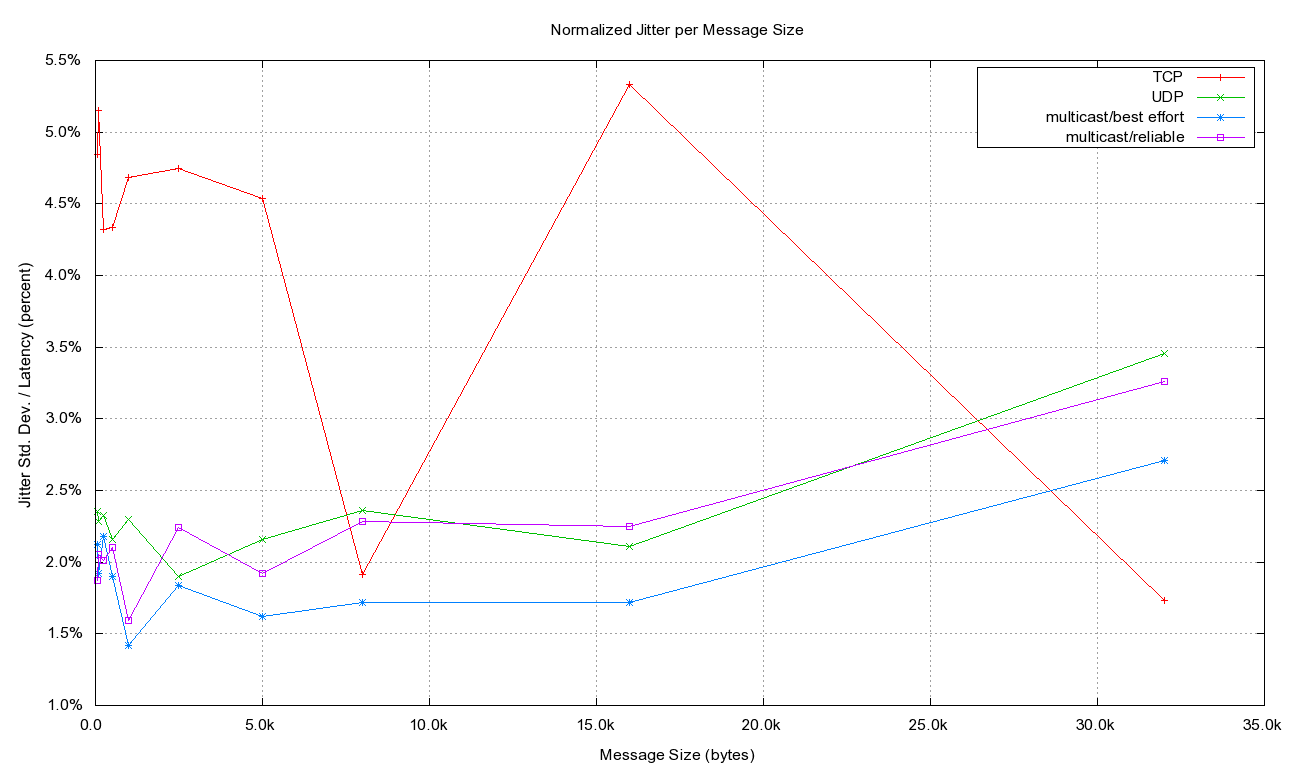 Normalized Jitter per Message Size
5.5%
5.0%
4.5%
4.0%
3.5%
3.0%
2.5%
2.0%
1.5%
1.0%
Jitter Std. Dev. / Latency (percent)
TCP
UDP
multicast/best effort
multicast/reliable
0.0 5.0k 10.0k 15.0k 20.0k 25.0k 30.0k 35.0k
Message Size (bytes)